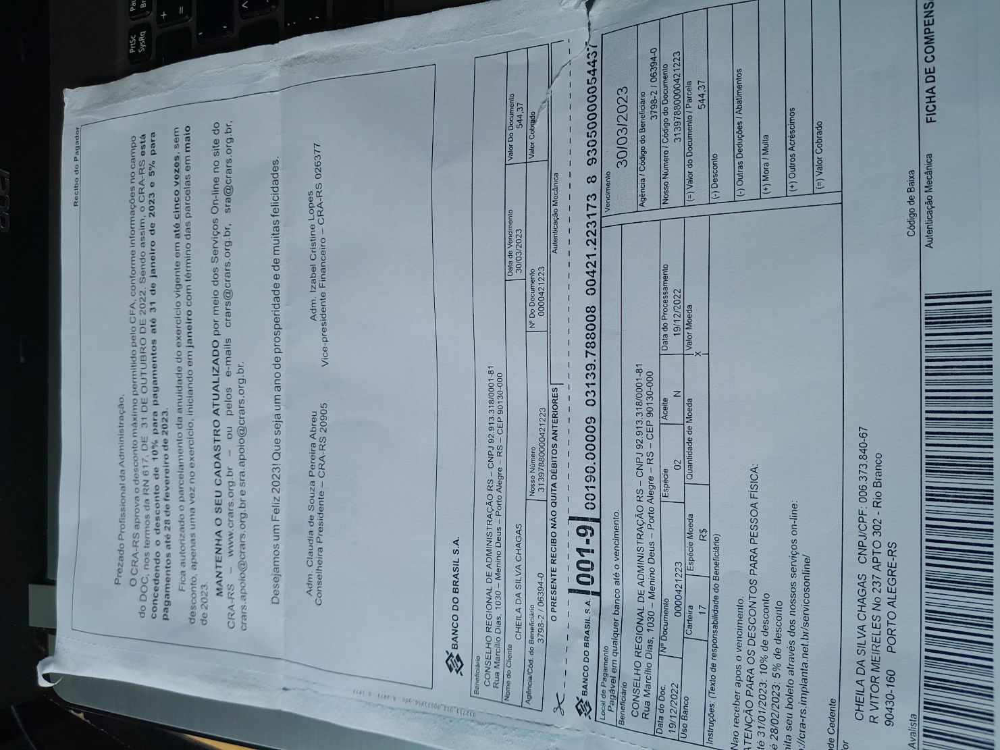 PrtSc
SysRq
Recibo do Pagador
Prezado Profissional da Administração,
O CRA-RS aprova o desconto máximo permitido pelo CFA, conforme informações no campo
do DOC, nos termos da RN 617, DE 31 DE OUTUBRO DE 2022. Sendo assim, o CRA-RS está
concedendo o desconto de 10% para pagamentos até 31 de janeiro de 2023 e 5% para
pagamentos até 28 de fevereiro de 2023.
Fica autorizado o parcelamento da anuidade do exercício vigente em até cinco vezes, sem
desconto, apenas uma vez no exercício, iniciando em janeiro com término das parcelas em maio
de 2023.
MANTENHA O SEU CADASTRO ATUALIZADO por meio dos Serviços On-line no site do
CRA-RS – www.crars.org.br – ou pelos e-mails crars@crars.org.br, sra@crars.org.br,
crars.apoio@crars.org.br e sra.apoio@crars.org.br.
Desejamos um Feliz 2023! Que seja um ano de prosperidade e de muitas felicidades.
Adm. Claudia de Souza Pereira Abreu Adm. Izabel Cristine Lopes
Conselheira Presidente – CRA-RS 20905 Vice-presidente Financeiro – CRA-RS 026377
BANCO DO BRASIL S.A.
Beneficiário
CONSELHO REGIONAL DE ADMINISTRAÇÃO RS – CNPJ 92.913.318/0001-81
Rua Marcílio Dias, 1030 – Menino Deus – Porto Alegre – RS – CEP 90130-000
Nome do Cliente Data de Vencimento Valor Do Documento
CHEILA DA SILVA CHAGAS 30/03/2023 544,37
Agência/Cód. do Beneficiário Nosso Número Nº Do Documento Valor Cobrado
3798-2 / 06394-0 31397880000421223 0000421223
O PRESENTE RECIBO NÃO QUITA DÉBITOS ANTERIORES Autenticação Mecânica
BANCO DO BRASIL S.A. 001-9 00190.00009 03139.788008 00421.223173 8 93050000054437
Local de Pagamento Vencimento
Pagável em qualquer banco até o vencimento. 30/03/2023
Beneficiário Agência / Código do Beneficiário
CONSELHO REGIONAL DE ADMINISTRAÇÃO RS – CNPJ 92.913.318/0001-81 3798-2 / 06394-0
Rua Marcílio Dias, 1030 – Menino Deus – Porto Alegre – RS – CEP 90130-000
Data do Doc. Nº Documento Espécie Aceite Data do Processamento Nosso Número / Código do Documento
19/12/2022 0000421223 02 N 19/12/2022 31397880000421223
Uso Banco Carteira Espécie Moeda Quantidade de Moeda Valor Moeda (=) Valor do Documento / Parcela
17 R$ X 544,37
Instruções: (Texto de responsabilidade do Beneficiário) (-) Desconto
Nao receber apos o vencimento. (-) Outras Deduções / Abatimentos
ATENÇÃO PARA OS DESCONTOS PARA PESSOA FISICA:
té 31/01/2023: 10% de desconto (+) Mora / Multa
é 28/02/2023: 5% de desconto
nita seu boleto através dos nossos serviços on-line: (+) Outros Acréscimos
://cra-rs.implanta.net.br/servicosonline/
(=) Valor Cobrado
de Cedente
or
CHEILA DA SILVA CHAGAS CNPJ/CPF: 006.373.840-67
R VITOR MEIRELES No 237 APTO 302 - Rio Branco
90430-160 PORTO ALEGRE-RS
Avalista Código de Baixa
Autenticação Mecânica FICHA DE COMPENS